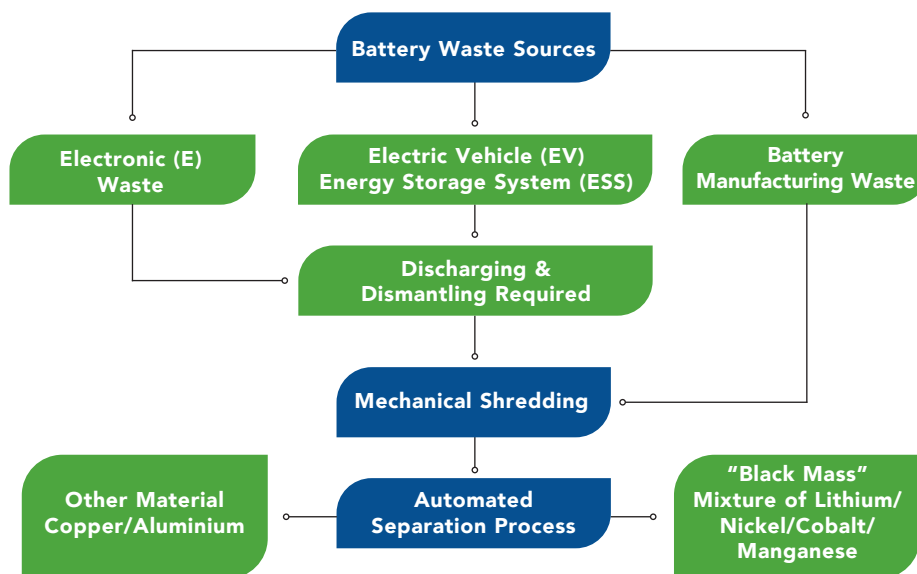 Battery Waste Sources
Electronic (E)
Waste
Electric Vehicle (EV)
Energy Storage System (ESS)
Battery
Manufacturing Waste
Discharging &
Dismantling Required
Mechanical Shredding
Other Material
Copper/Aluminium
Automated
Separation Process
“Black Mass”
Mixture of Lithium/
Nickel/Cobalt/
Manganese